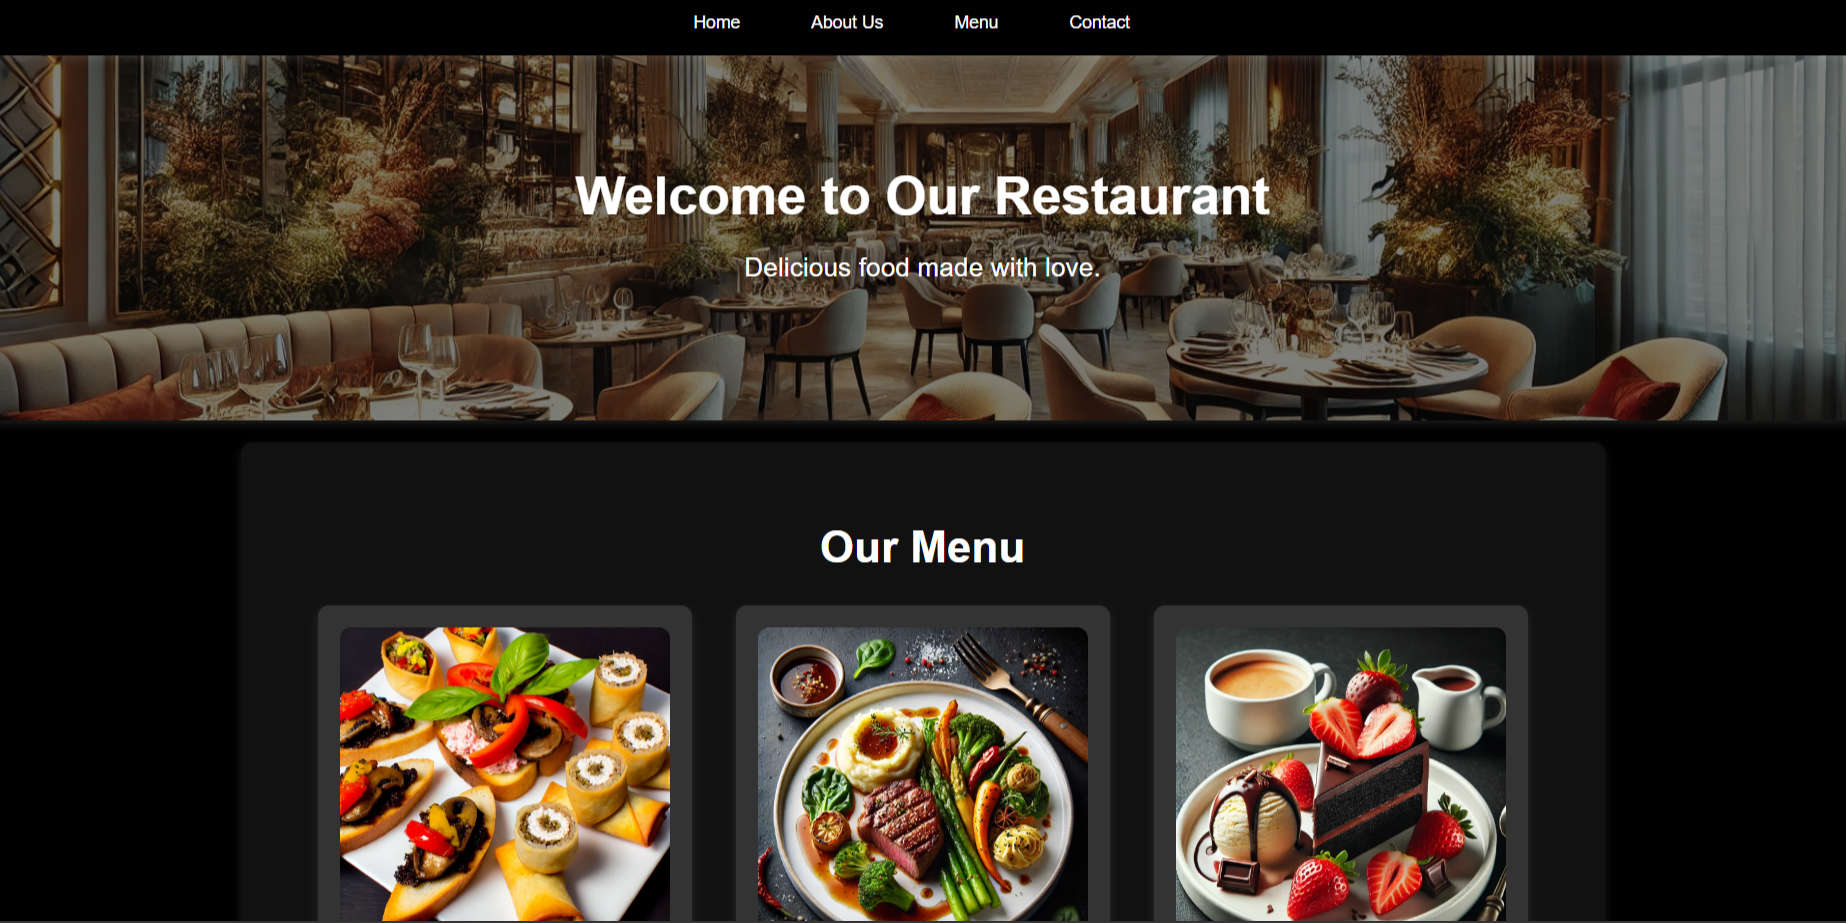 Home About Us Menu Contact
Welcome to Our Restaurant
Delicious food made with love.
Our Menu